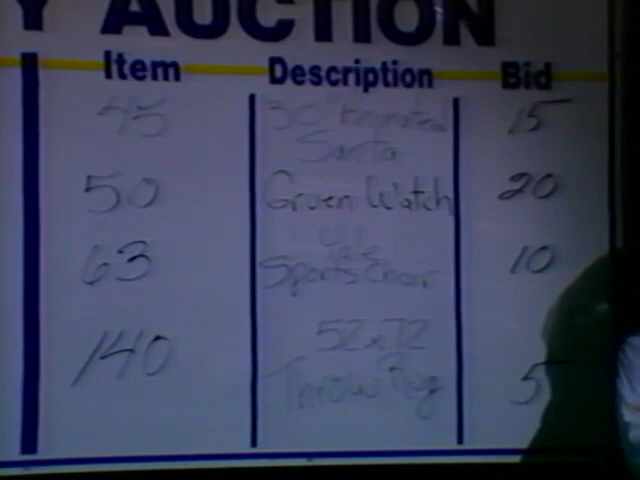 Y AUCTION
Item Description Bid
45 30" Animated 15
Santa
50 Gruen Watch 20
63 Sports Chair 10
52x72
140 Throw Rug 5